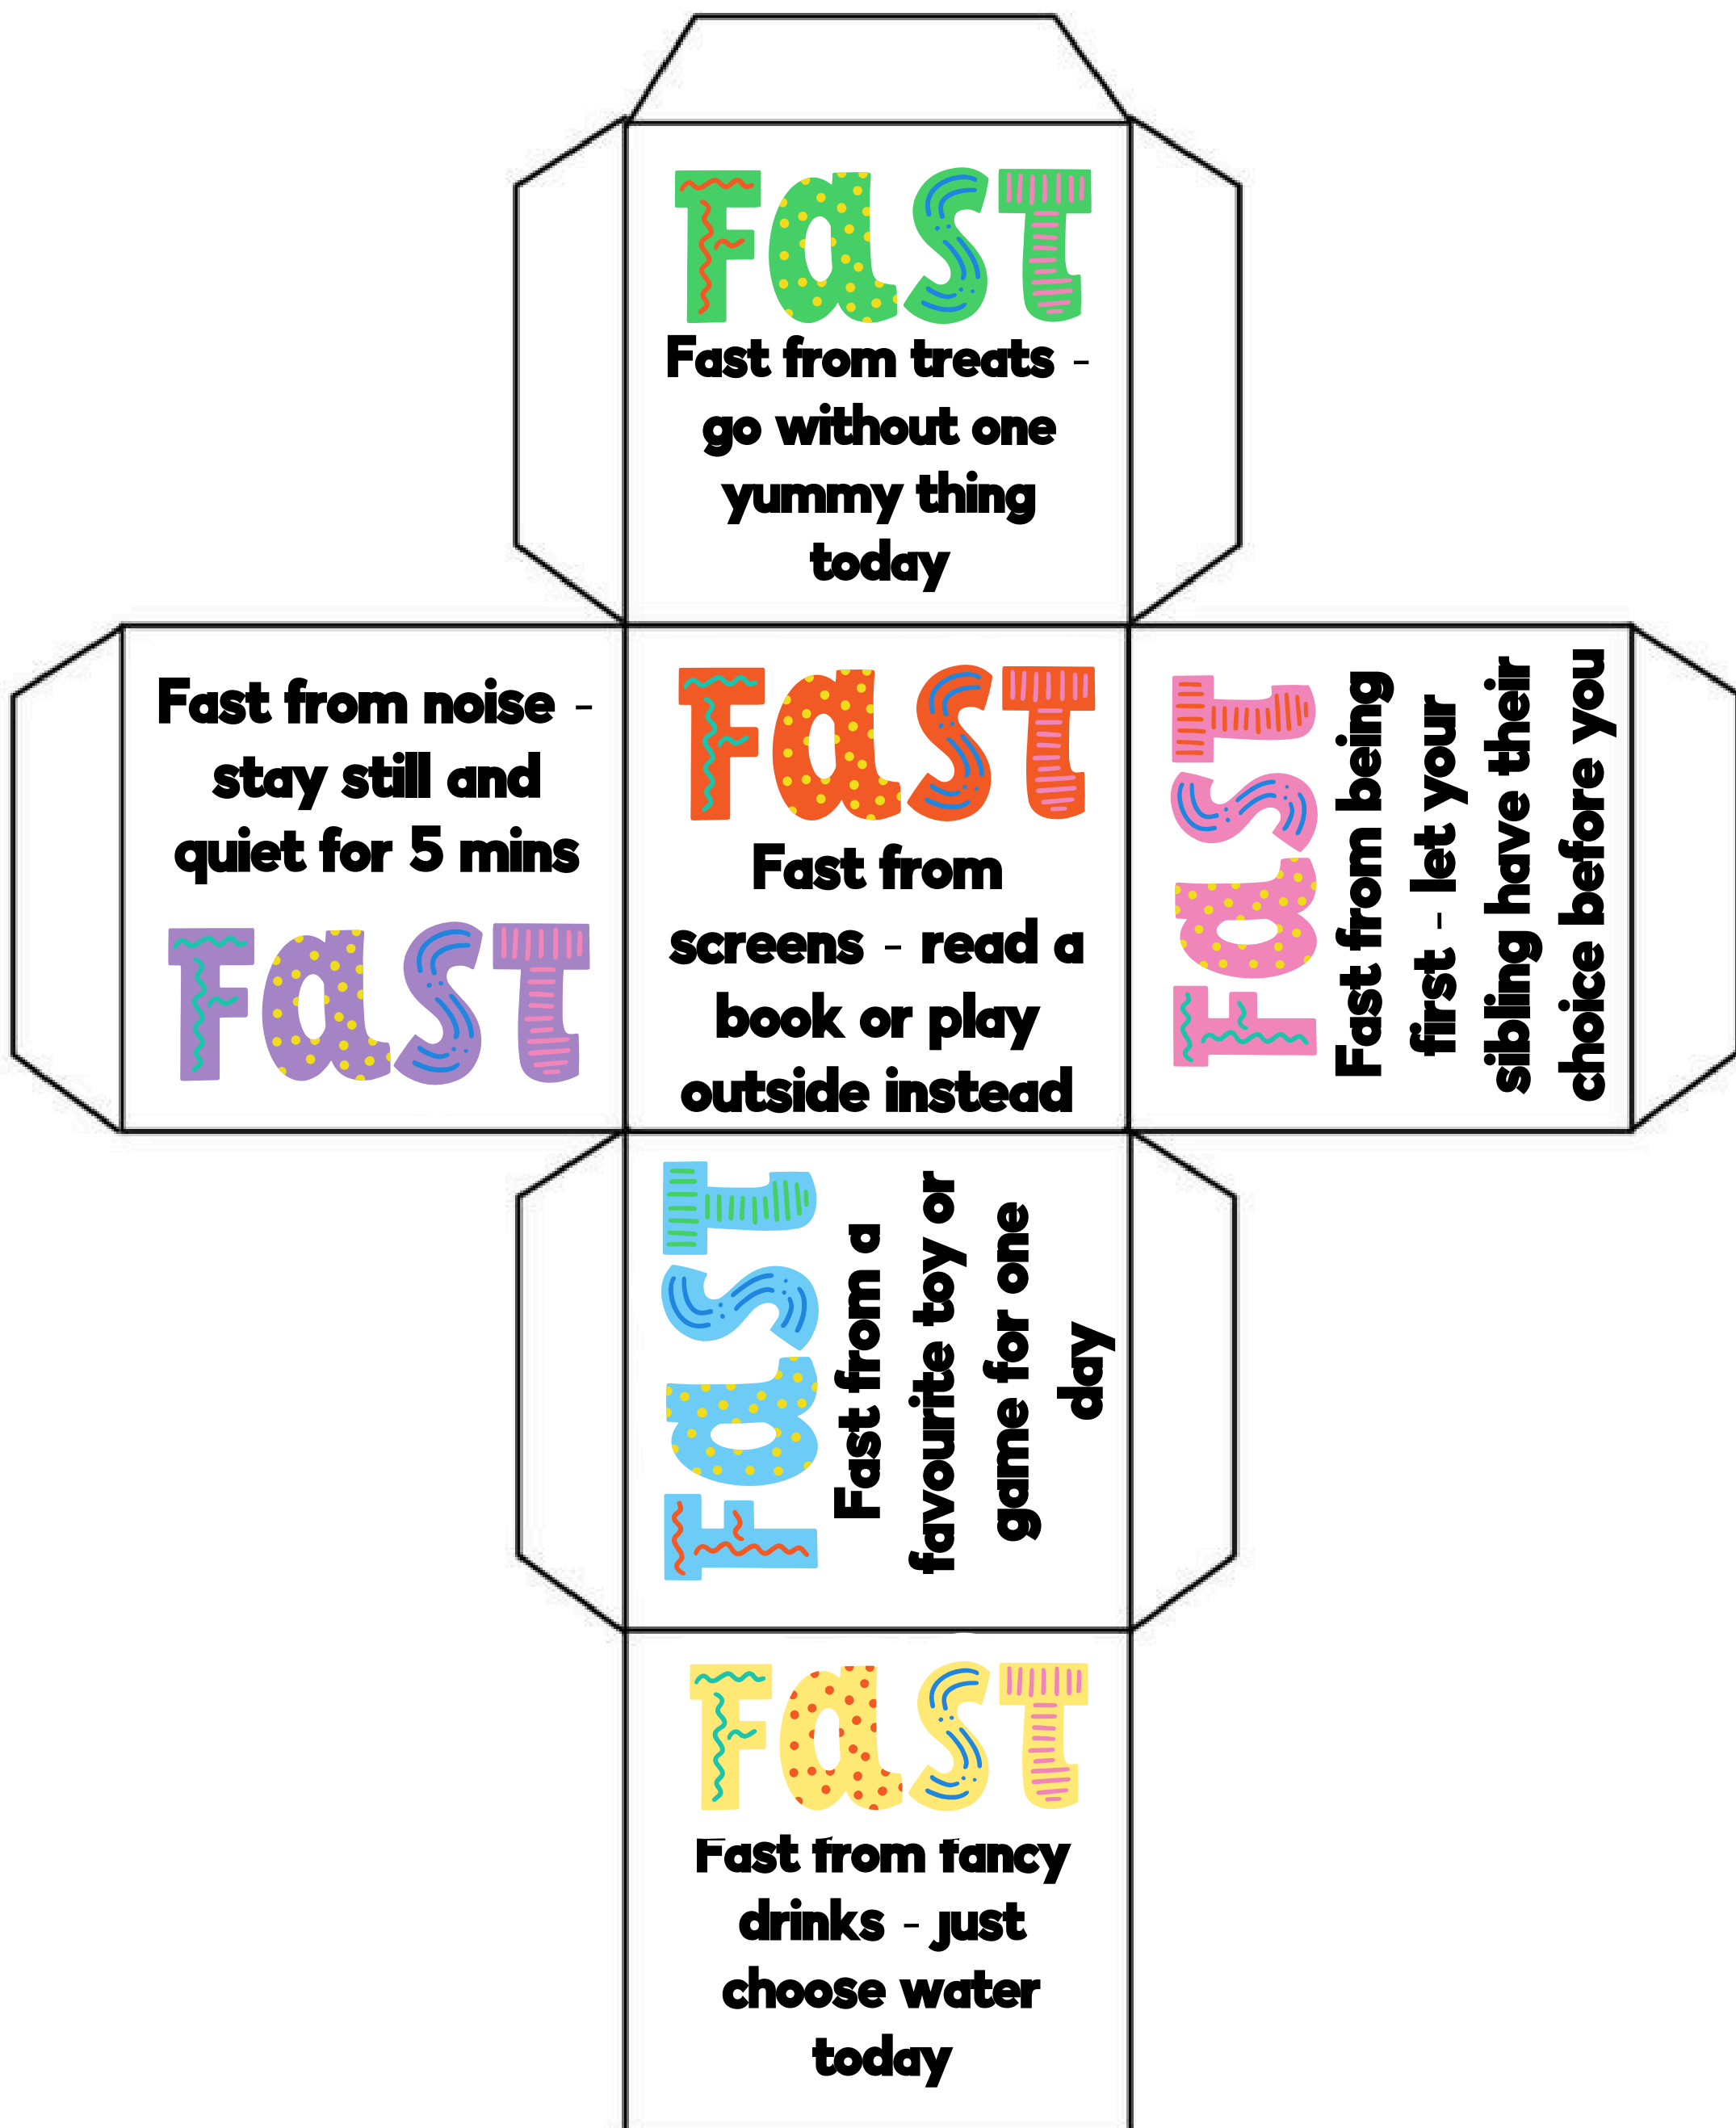 FaST
Fast from treats -
go without one
yummy thing
today
Fast from noise -
stay still and
quiet for 5 mins
FaST
FaST
Fast from
screens - read a
book or play
outside instead
FaST
Fast from being
first - let your
sibling have their
choice before you
FaST
Fast from a
favourite toy or
game for one
day
FaST
Fast from fancy
drinks - just
choose water
today